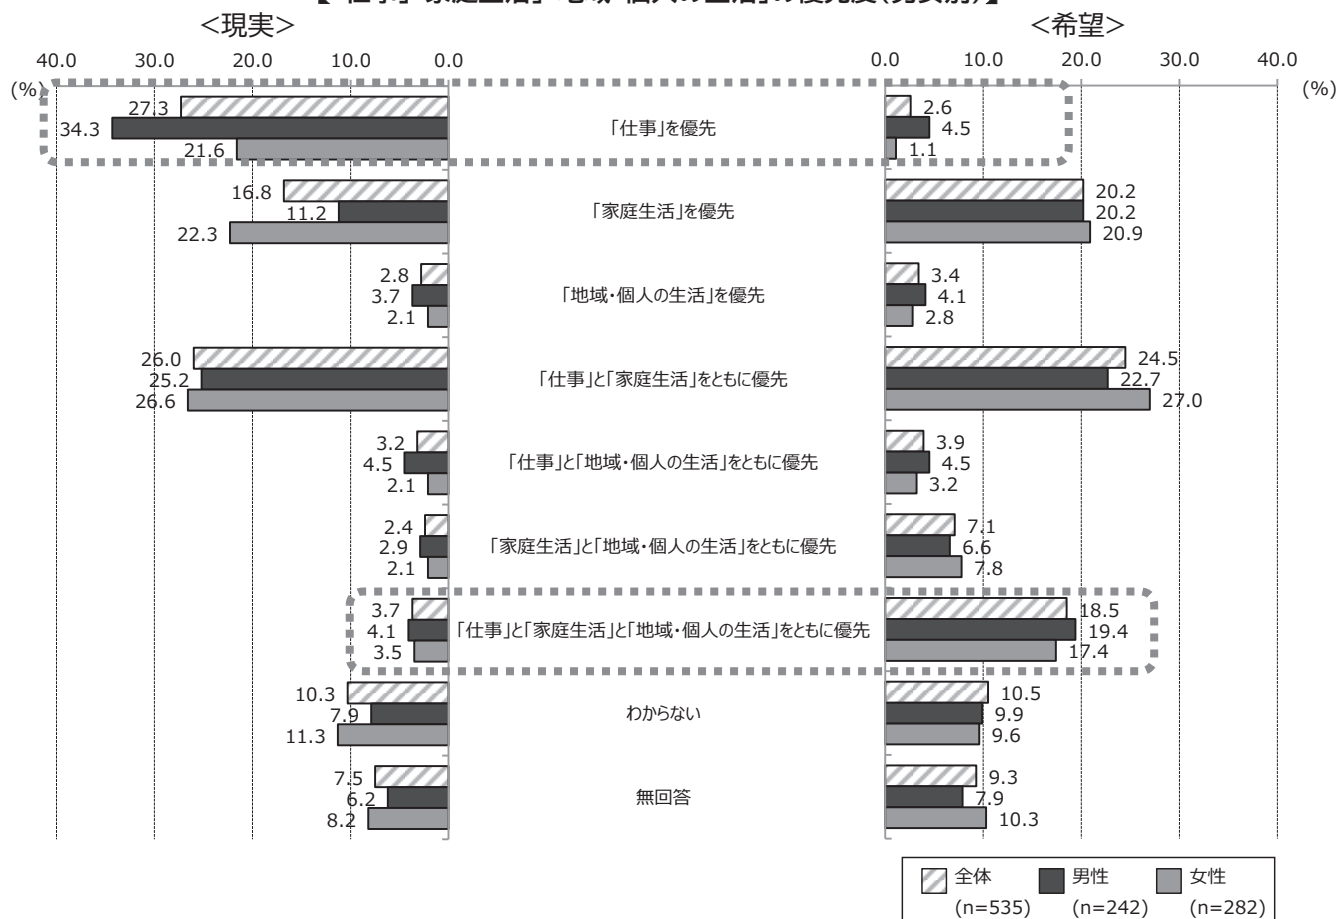 ＜現実＞ ＜希望＞
40.0 30.0 20.0 10.0 0.0 0.0 10.0 20.0 30.0 40.0
(%) (%)
27.3 「仕事」を優先 2.6
34.3 4.5
21.6 1.1
16.8 「家庭生活」を優先 20.2
11.2 20.2
22.3 20.9
2.8 「地域・個人の生活」を優先 3.4
3.7 4.1
2.1 2.8
26.0 「仕事」と「家庭生活」をともに優先 24.5
25.2 22.7
26.6 27.0
3.2 「仕事」と「地域・個人の生活」をともに優先 3.9
4.5 4.5
2.1 3.2
2.4 「家庭生活」と「地域・個人の生活」をともに優先 7.1
2.9 6.6
2.1 7.8
3.7 「仕事」と「家庭生活」と「地域・個人の生活」をともに優先 18.5
4.1 19.4
3.5 17.4
10.3 わからない 10.5
7.9 9.9
11.3 9.6
7.5 無回答 9.3
6.2 7.9
8.2 10.3
全体 男性 女性
(n=535) (n=242) (n=282)